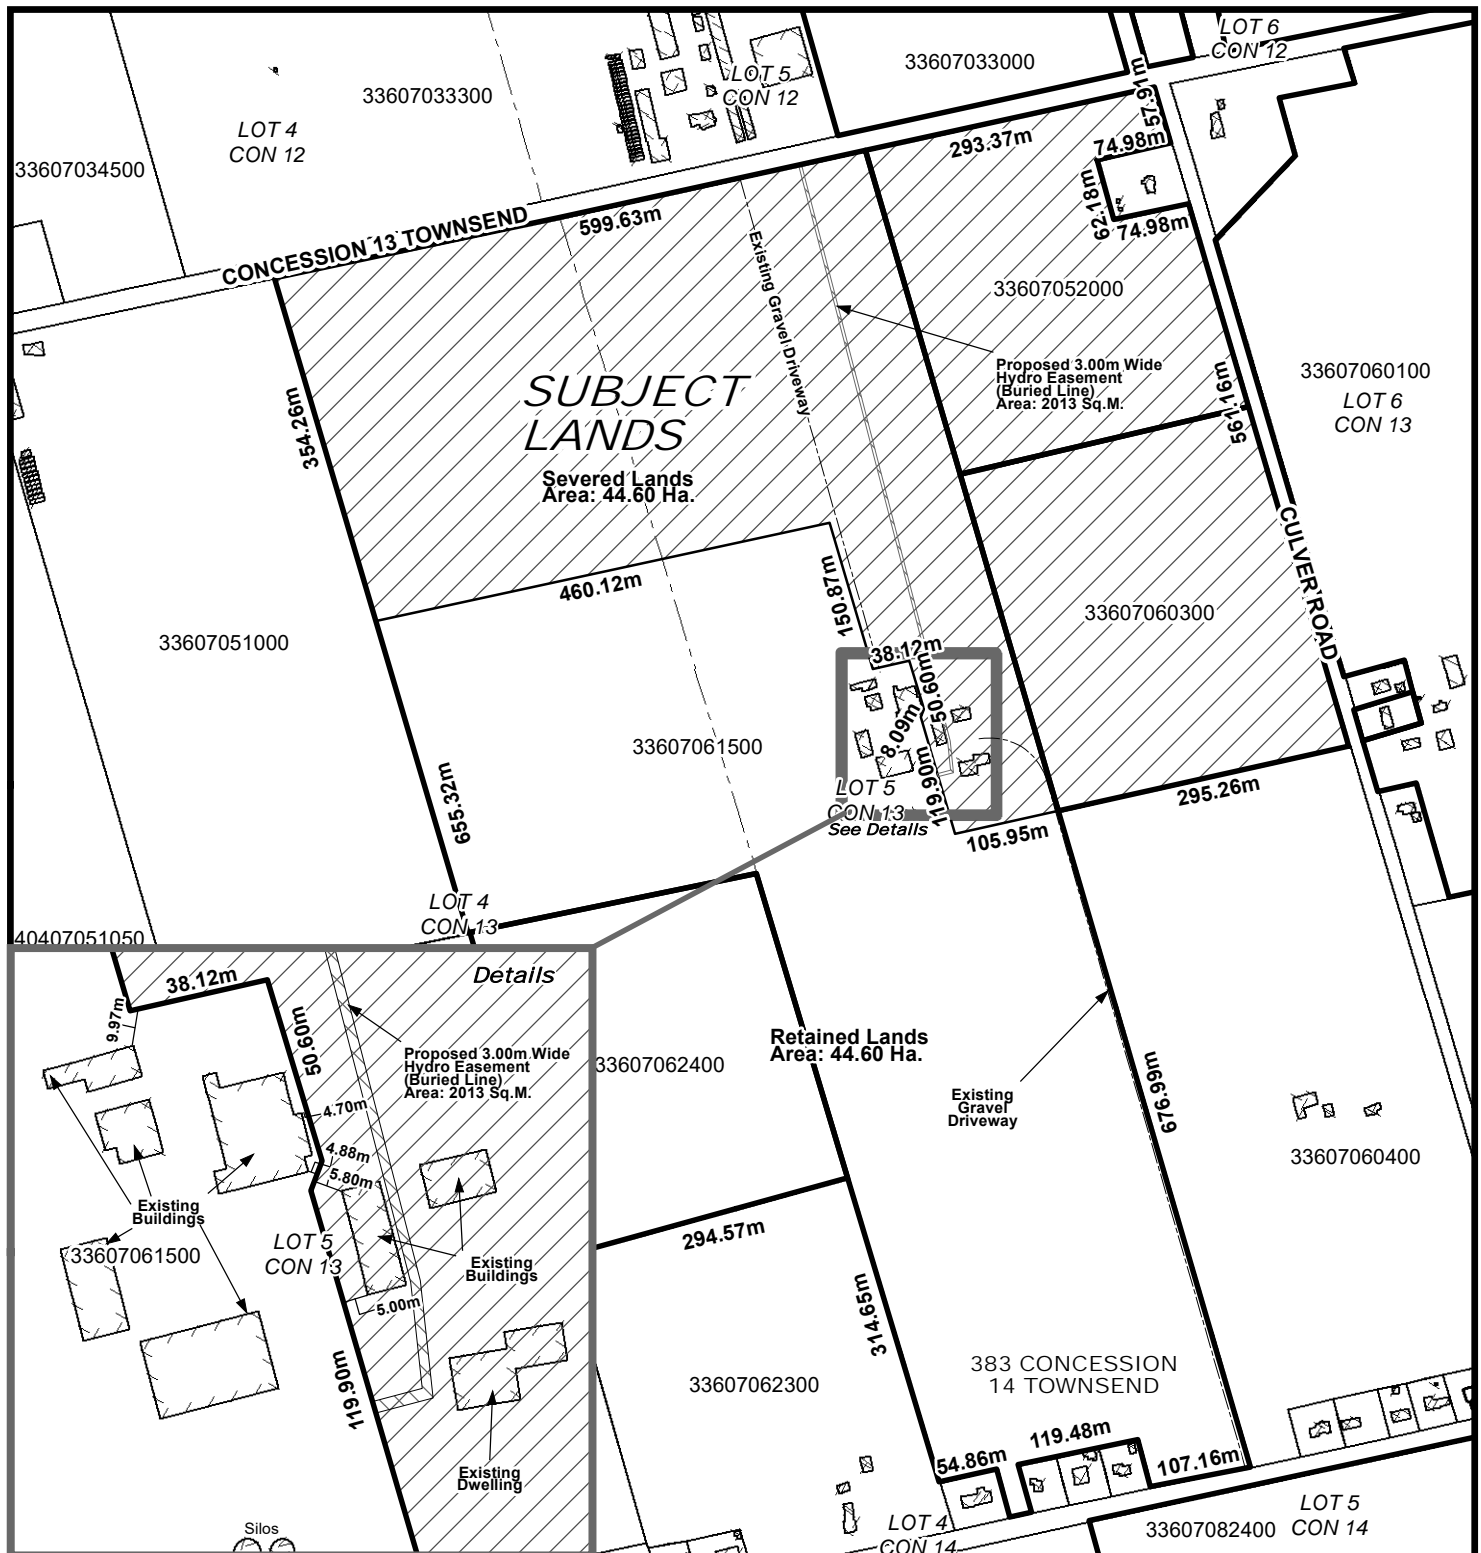 LOT 6
CON 12
33607033000
LOT 5
CON 12
33607033300
LOT 4
CON 12
33607034500
57.91m
74.98m
293.37m
62.18m
74.98m
CONCESSION 13 TOWNSEND
599.63m
Existing Gravel Driveway
33607052000
Proposed 3.00m Wide
Hydro Easement
(Buried Line)
Area: 2013 Sq.M.
33607060100
LOT 6
CON 13
561.16m
354.26m
SUBJECT
LANDS
Severed Lands
Area: 44.60 Ha.
CULVER ROAD
460.12m
150.87m
33607060300
33607051000
38.12m
50.60m
8.09m
119.90m
33607061500
LOT 5
CON 13
See Details
655.32m
295.26m
105.95m
LOT 4
CON 13
40407051050
Details
38.12m
9.97m
50.60m
Proposed 3.00m Wide
Hydro Easement
(Buried Line)
Area: 2013 Sq.M.
4.70m
4.88m
5.80m
Existing
Buildings
33607061500
LOT 5
CON 13
Existing
Buildings
5.00m
119.90m
Existing
Dwelling
Silos
33607062400
Retained Lands
Area: 44.60 Ha.
Existing
Gravel
Driveway
676.99m
33607060400
294.57m
314.65m
33607062300
383 CONCESSION
14 TOWNSEND
119.48m
54.86m
107.16m
LOT 4
CON 14
33607082400
LOT 5
CON 14